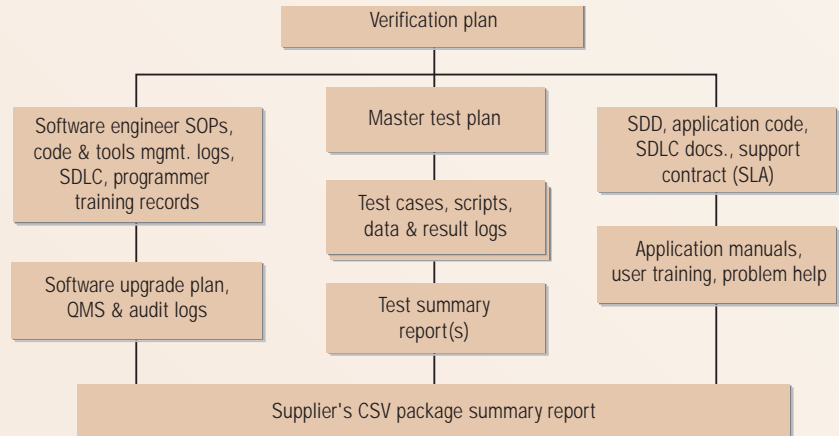 Verification plan
Software engineer SOPs,
code & tools mgmt. logs,
SDLC, programmer
training records
Software upgrade plan,
QMS & audit logs
Master test plan
Test cases, scripts,
data & result logs
Test summary
report(s)
SDD, application code,
SDLC docs., support
contract (SLA)
Application manuals,
user training, problem help
Supplier's CSV package summary report